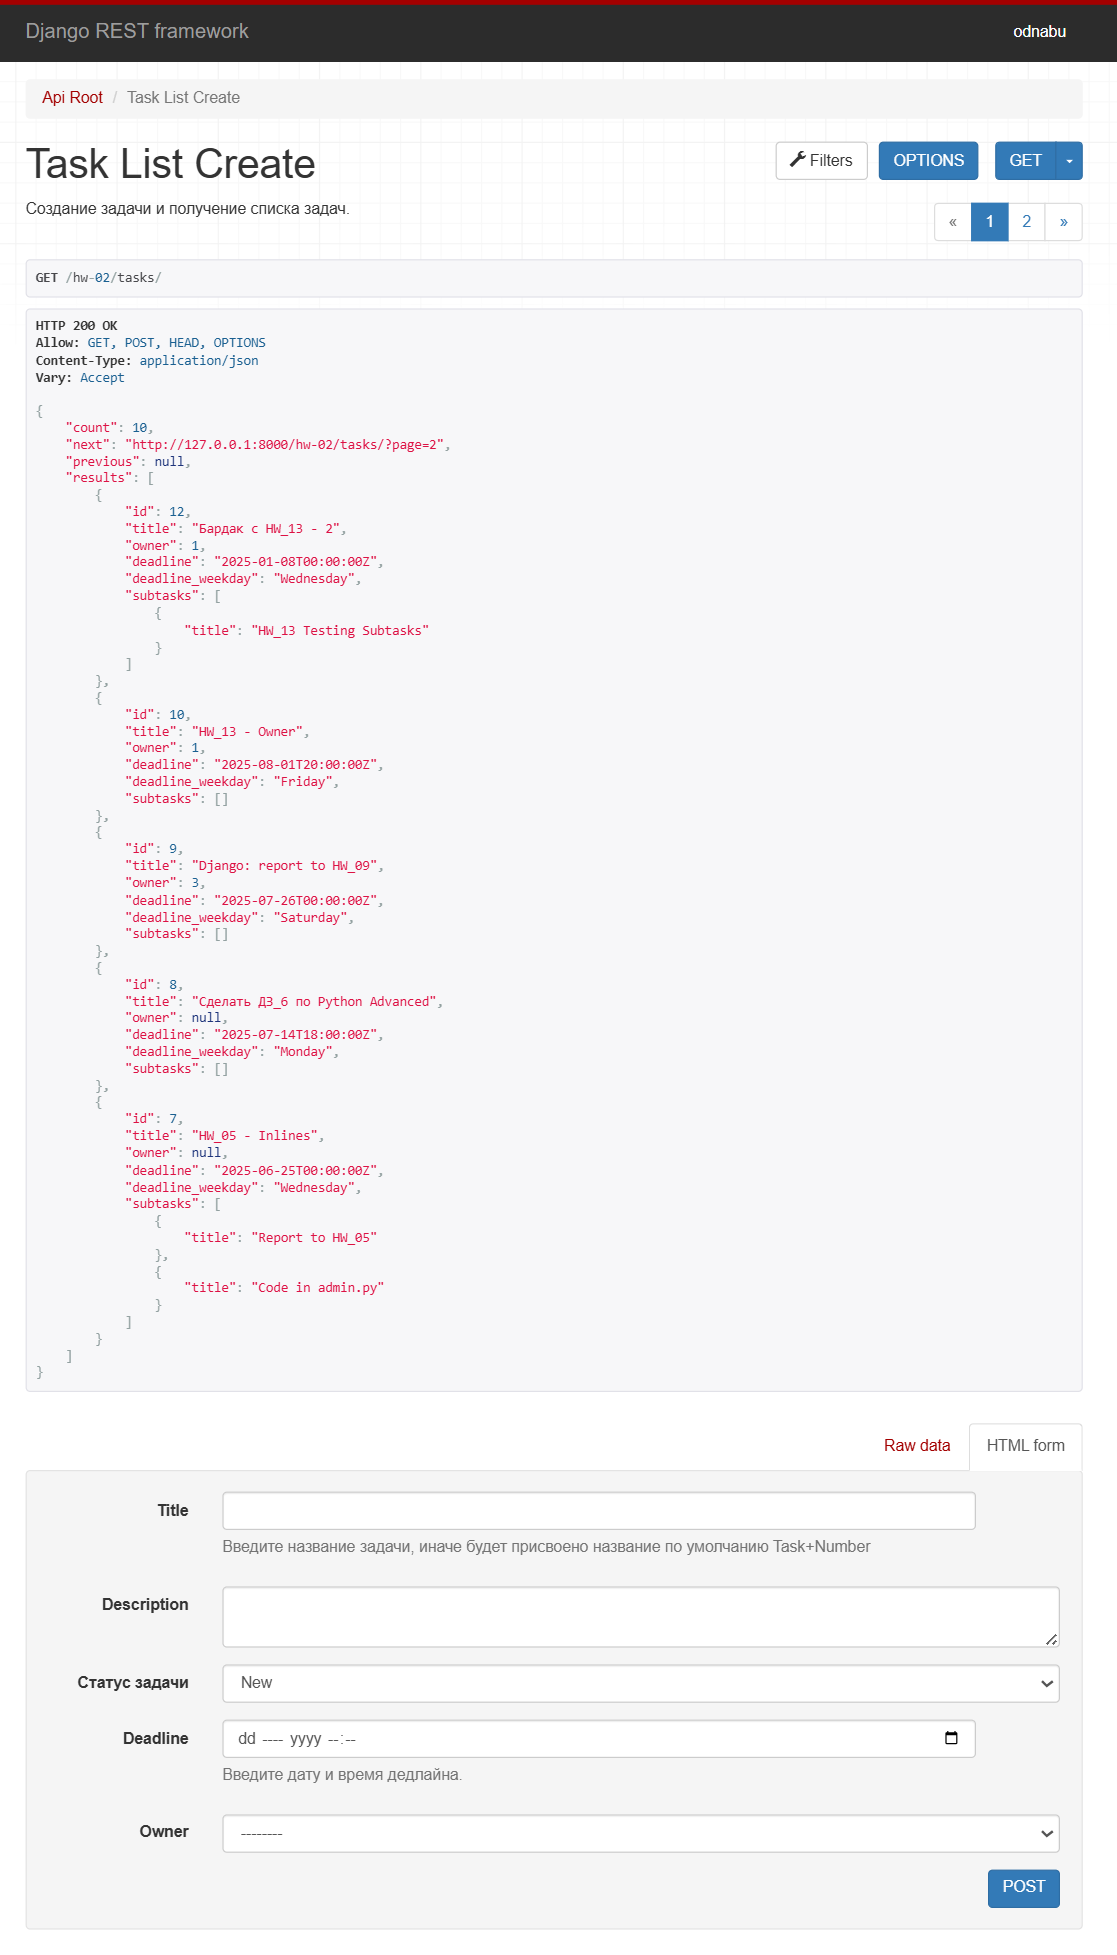 Django REST framework
odnabu
Api Root / Task List Create
Task List Create
Filters
OPTIONS
GET
Создание задачи и получение списка задач.
« 1 2 »
GET /hw-02/tasks/
HTTP 200 OK
Allow: GET, POST, HEAD, OPTIONS
Content-Type: application/json
Vary: Accept
{
"count": 10,
"next": "http://127.0.0.1:8000/hw-02/tasks/?page=2",
"previous": null,
"results": [
{
"id": 12,
"title": "Бардак с HW_13 - 2",
"owner": 1,
"deadline": "2025-01-08T00:00:00Z",
"deadline_weekday": "Wednesday",
"subtasks": [
{
"title": "HW_13 Testing Subtasks"
}
]
},
{
"id": 10,
"title": "HW_13 - Owner",
"owner": 1,
"deadline": "2025-08-01T20:00:00Z",
"deadline_weekday": "Friday",
"subtasks": []
},
{
"id": 9,
"title": "Django: report to HW_09",
"owner": 3,
"deadline": "2025-07-26T00:00:00Z",
"deadline_weekday": "Saturday",
"subtasks": []
},
{
"id": 8,
"title": "Сделать ДЗ_6 по Python Advanced",
"owner": null,
"deadline": "2025-07-14T18:00:00Z",
"deadline_weekday": "Monday",
"subtasks": []
},
{
"id": 7,
"title": "HW_05 - Inlines",
"owner": null,
"deadline": "2025-06-25T00:00:00Z",
"deadline_weekday": "Wednesday",
"subtasks": [
{
"title": "Report to HW_05"
},
{
"title": "Code in admin.py"
}
]
}
]
}
Raw data
HTML form
Title
Введите название задачи, иначе будет присвоено название по умолчанию Task+Number
Description
Статус задачи
New
Deadline
dd ---- yyyy --:--
Введите дату и время дедлайна.
Owner
--------
POST